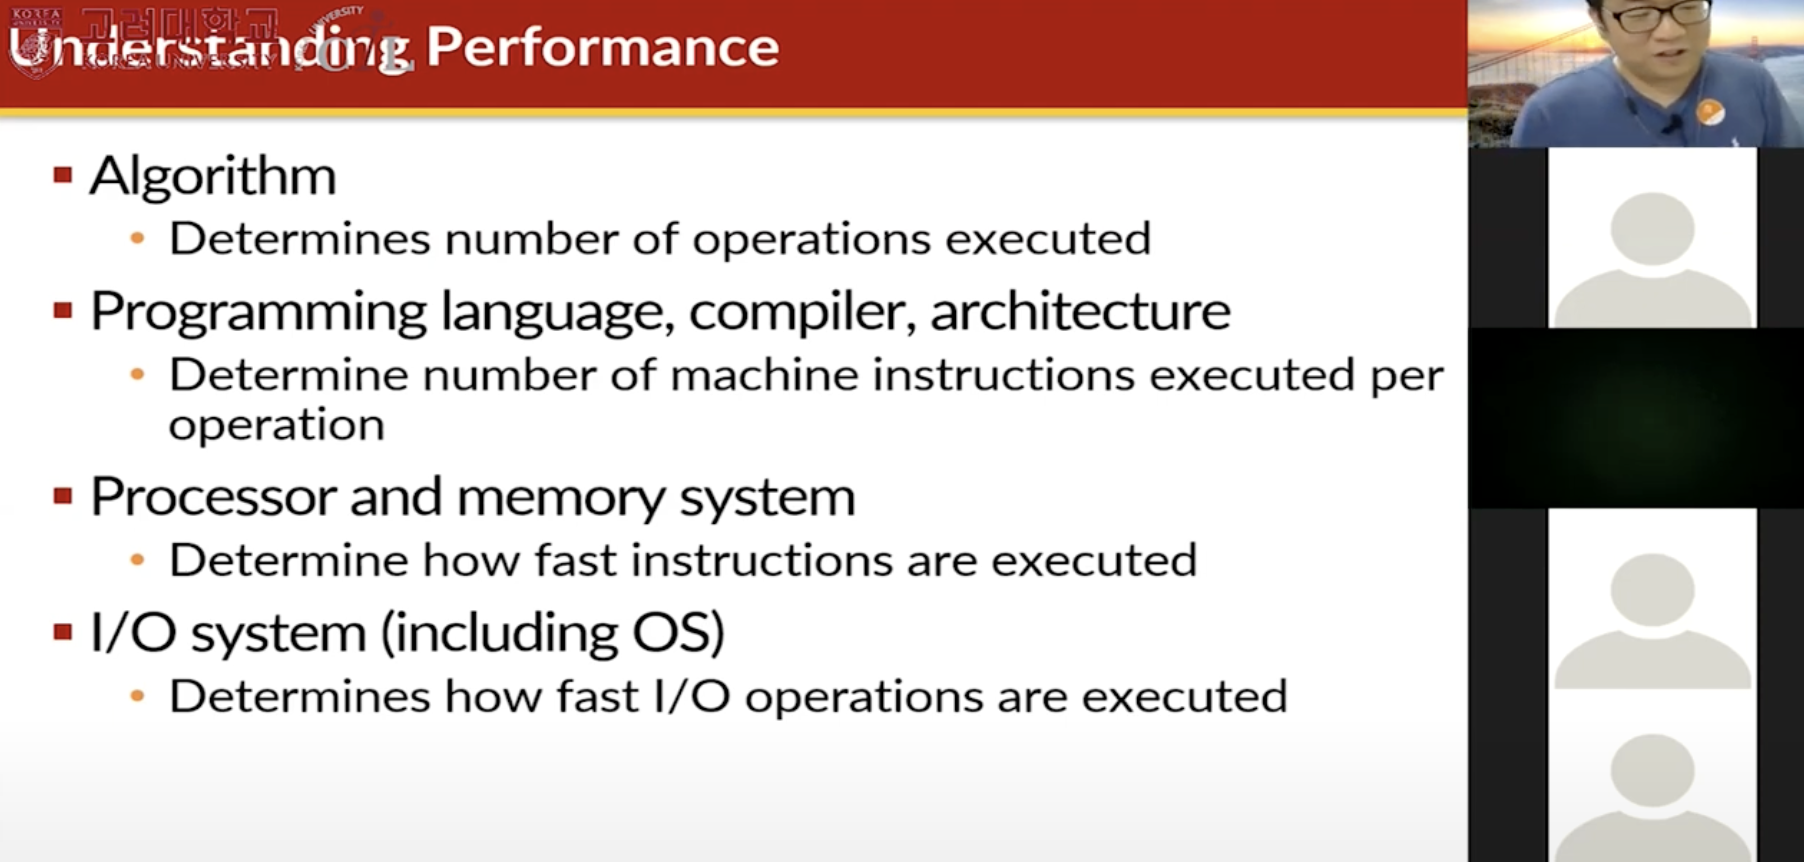 KOREA
고려대학교
KOREA UNIVERSITY
UNIVERSITY
Understanding Performance
▪ Algorithm
• Determines number of operations executed
▪ Programming language, compiler, architecture
• Determine number of machine instructions executed per
operation
▪ Processor and memory system
• Determine how fast instructions are executed
▪ I/O system (including OS)
• Determines how fast I/O operations are executed